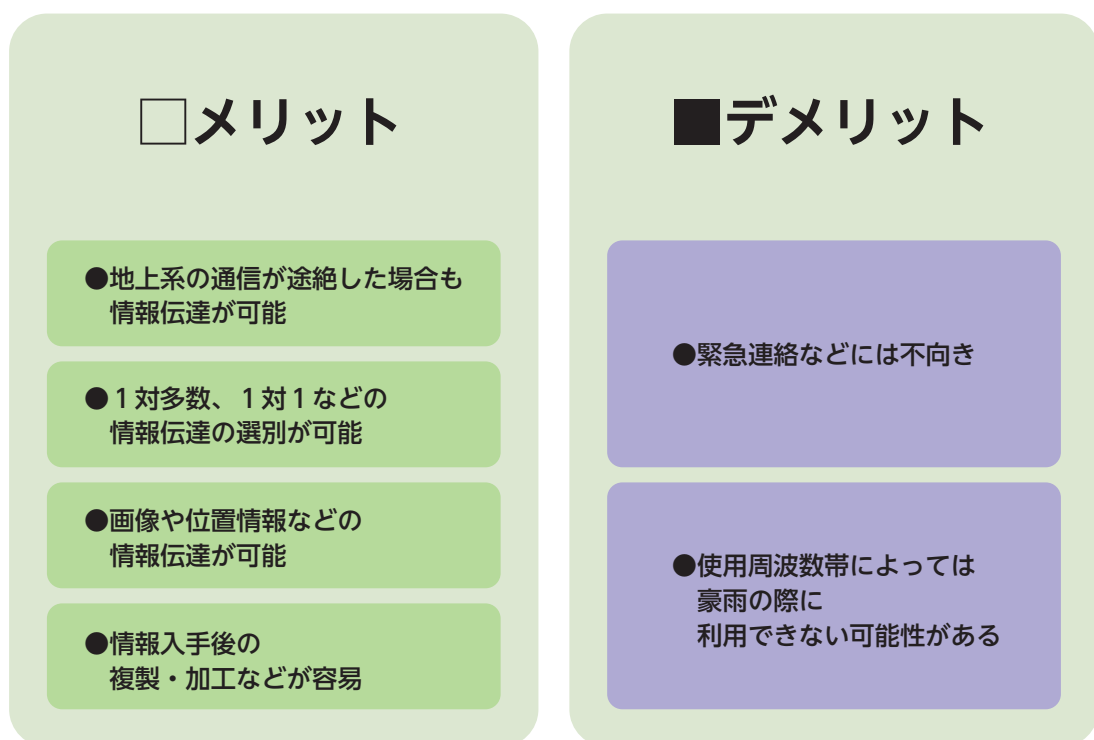 □メリット
●地上系の通信が途絶した場合も
情報伝達が可能
●１対多数、１対１などの
情報伝達の選別が可能
●画像や位置情報などの
情報伝達が可能
●情報入手後の
複製・加工などが容易
■デメリット
●緊急連絡などには不向き
●使用周波数帯によっては
豪雨の際に
利用できない可能性がある